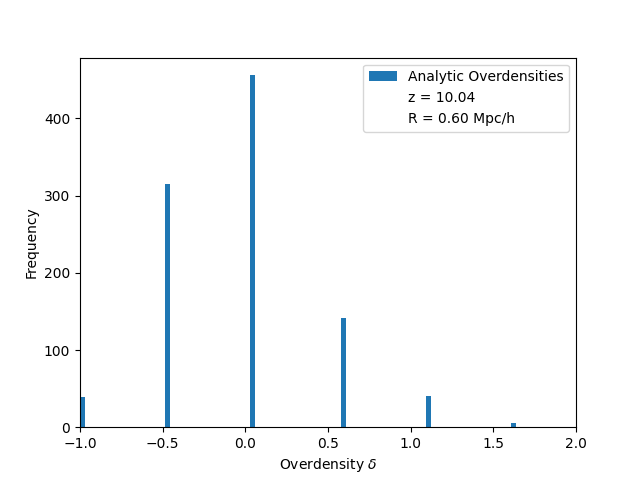 Analytic Overdensities
z = 10.04
R = 0.60 Mpc/h
400
300
200
100
0
Frequency
−1.0 −0.5 0.0 0.5 1.0 1.5 2.0
Overdensity δ